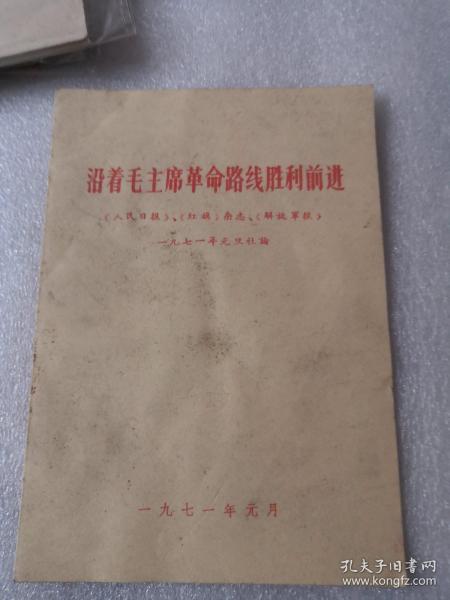 沿着毛主席革命路线胜利前进
《人民日报》、《红旗》杂志、《解放军报》
一九七一年元旦社论
一九七一年元月
孔夫子旧书网
www.kongfz.com